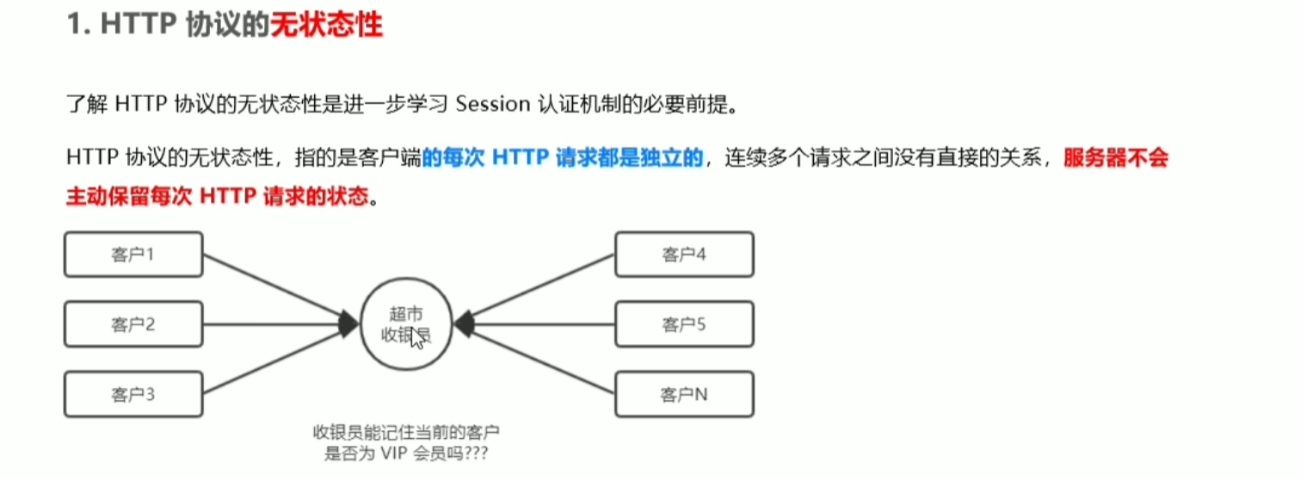 1. HTTP 协议的无状态性
了解 HTTP 协议的无状态性是进一步学习 Session 认证机制的必要前提。
HTTP 协议的无状态性，指的是客户端的每次 HTTP 请求都是独立的，连续多个请求之间没有直接的关系，服务器不会
主动保留每次 HTTP 请求的状态。
客户1
客户2
客户3
超市
收银员
客户4
客户5
客户N
收银员能记住当前的客户
是否为 VIP 会员吗???